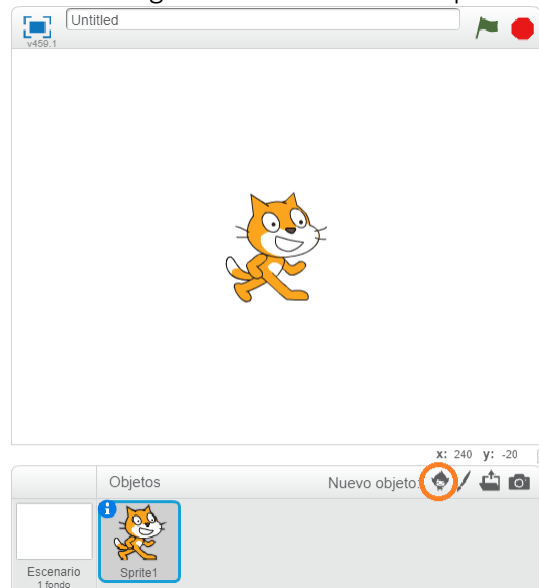 Untitled
v459.1
x: 240 y: -20
Objetos
Nuevo objeto:
Escenario
1 fondo
Sprite1